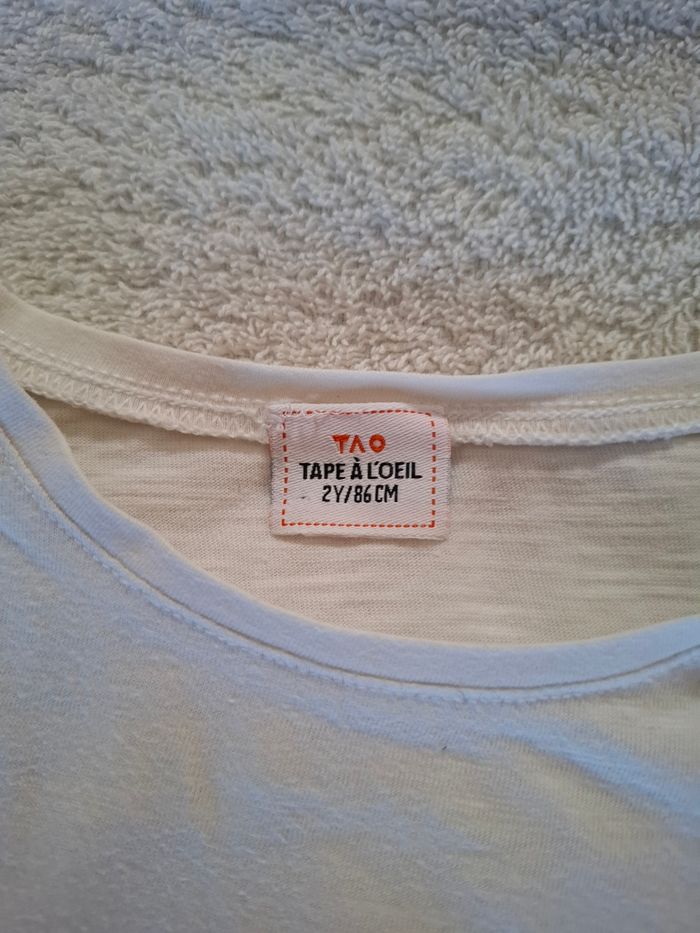 TAO
TAPE À L'OEIL
2Y/86CM